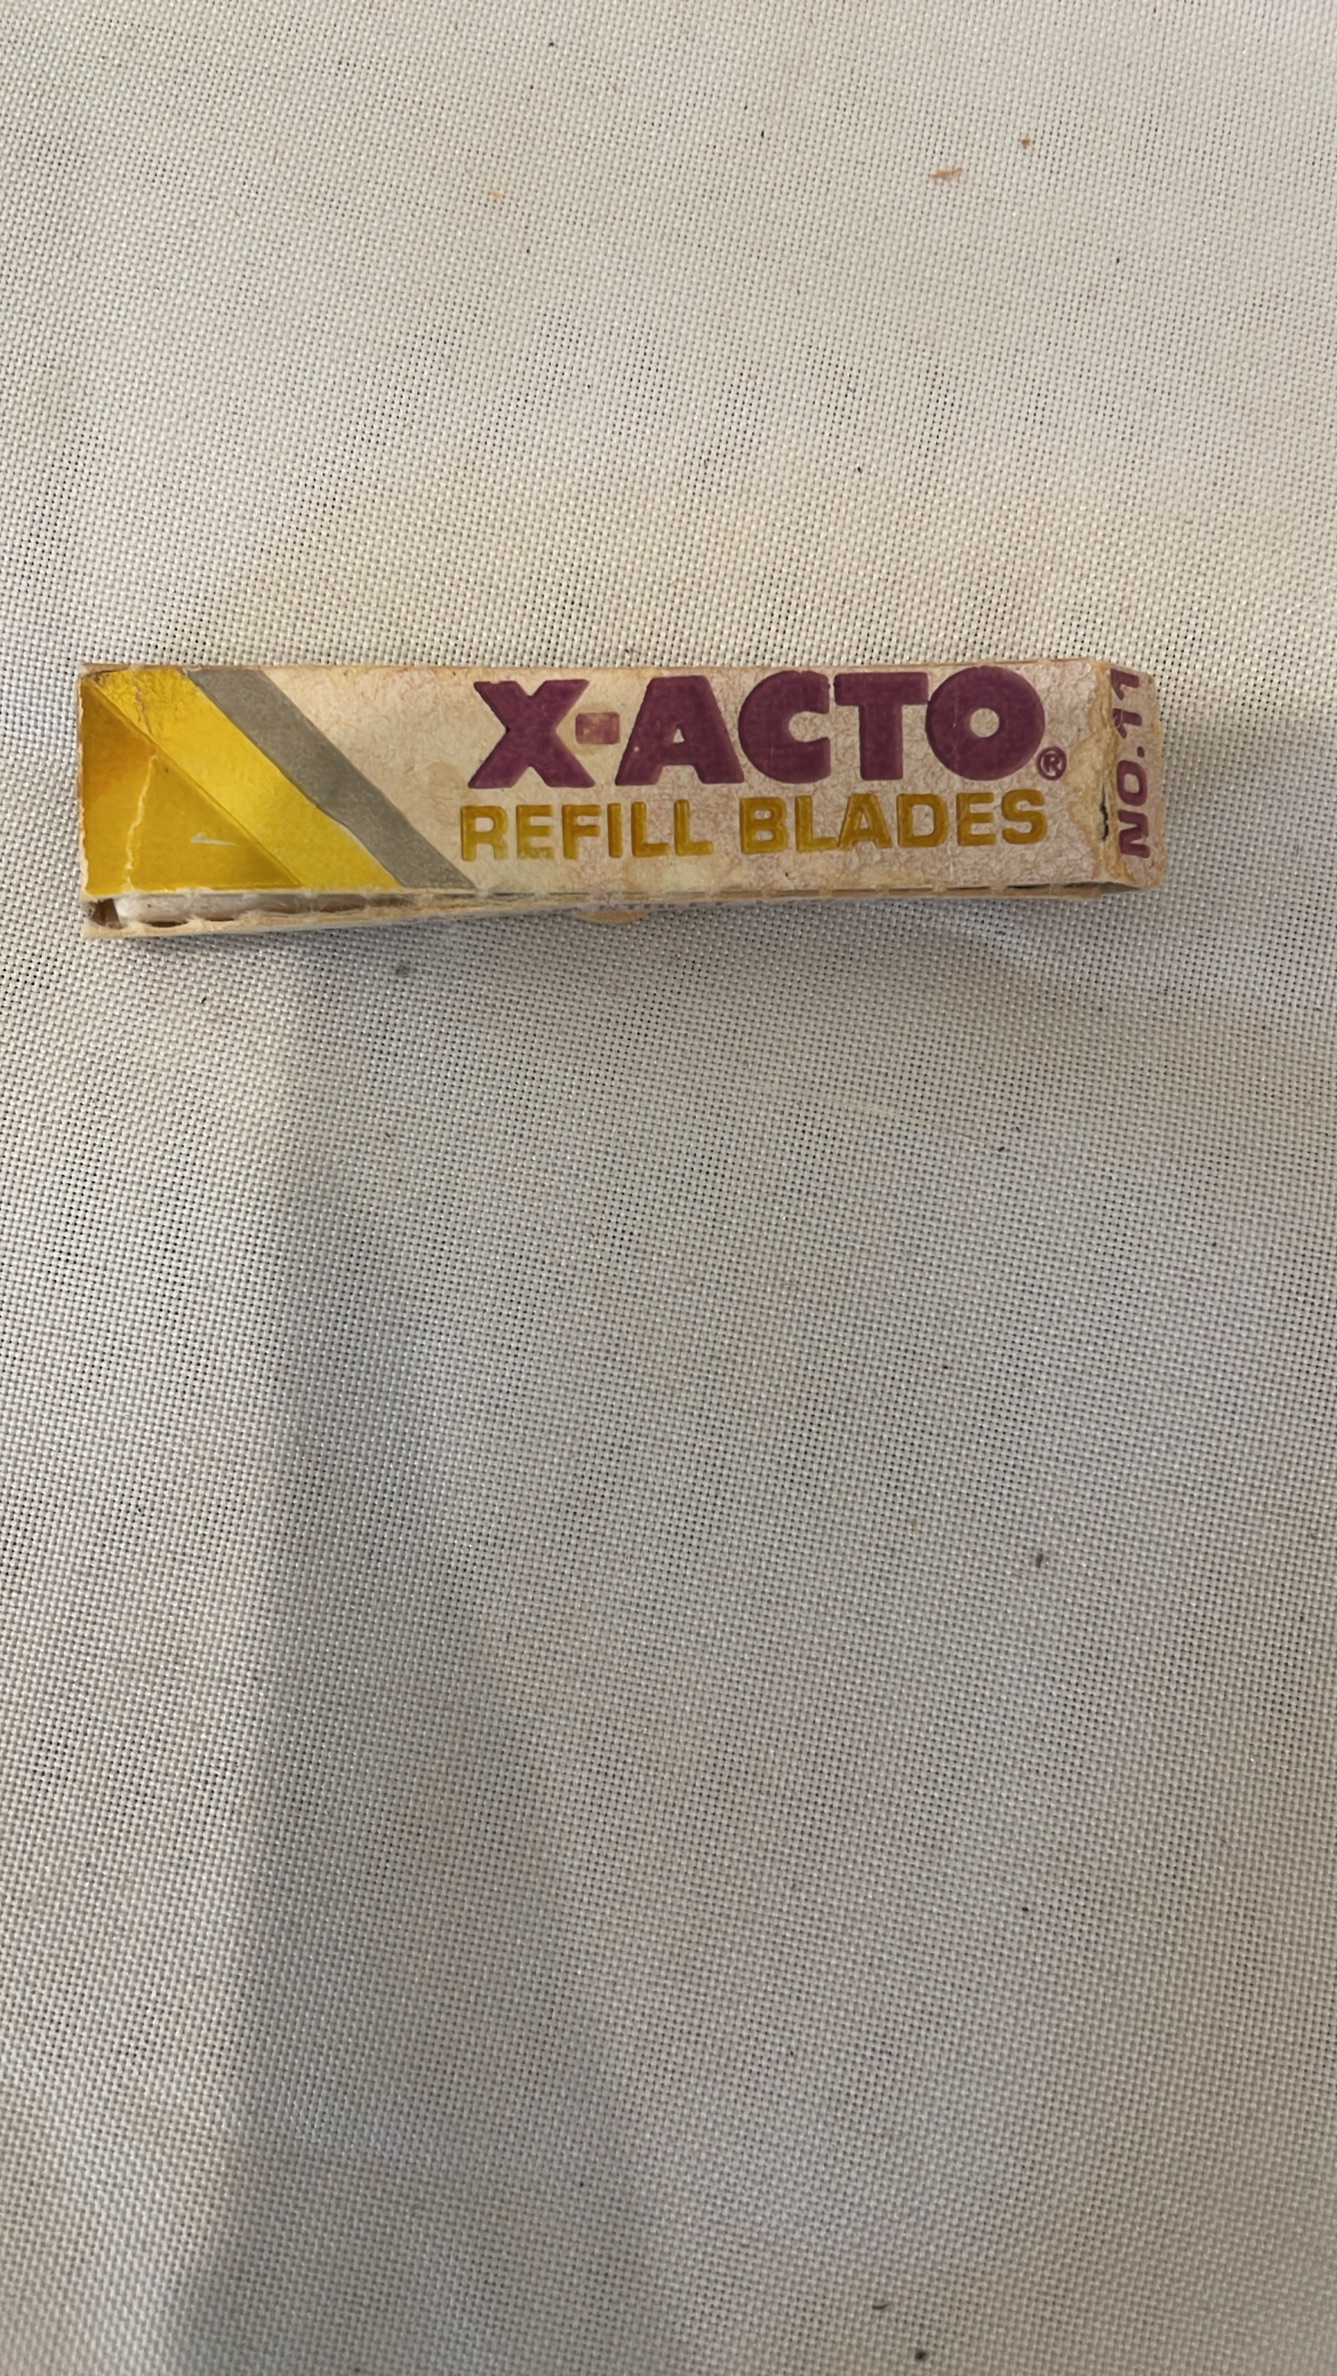 X-ACTO®
REFILL BLADES
NO.11